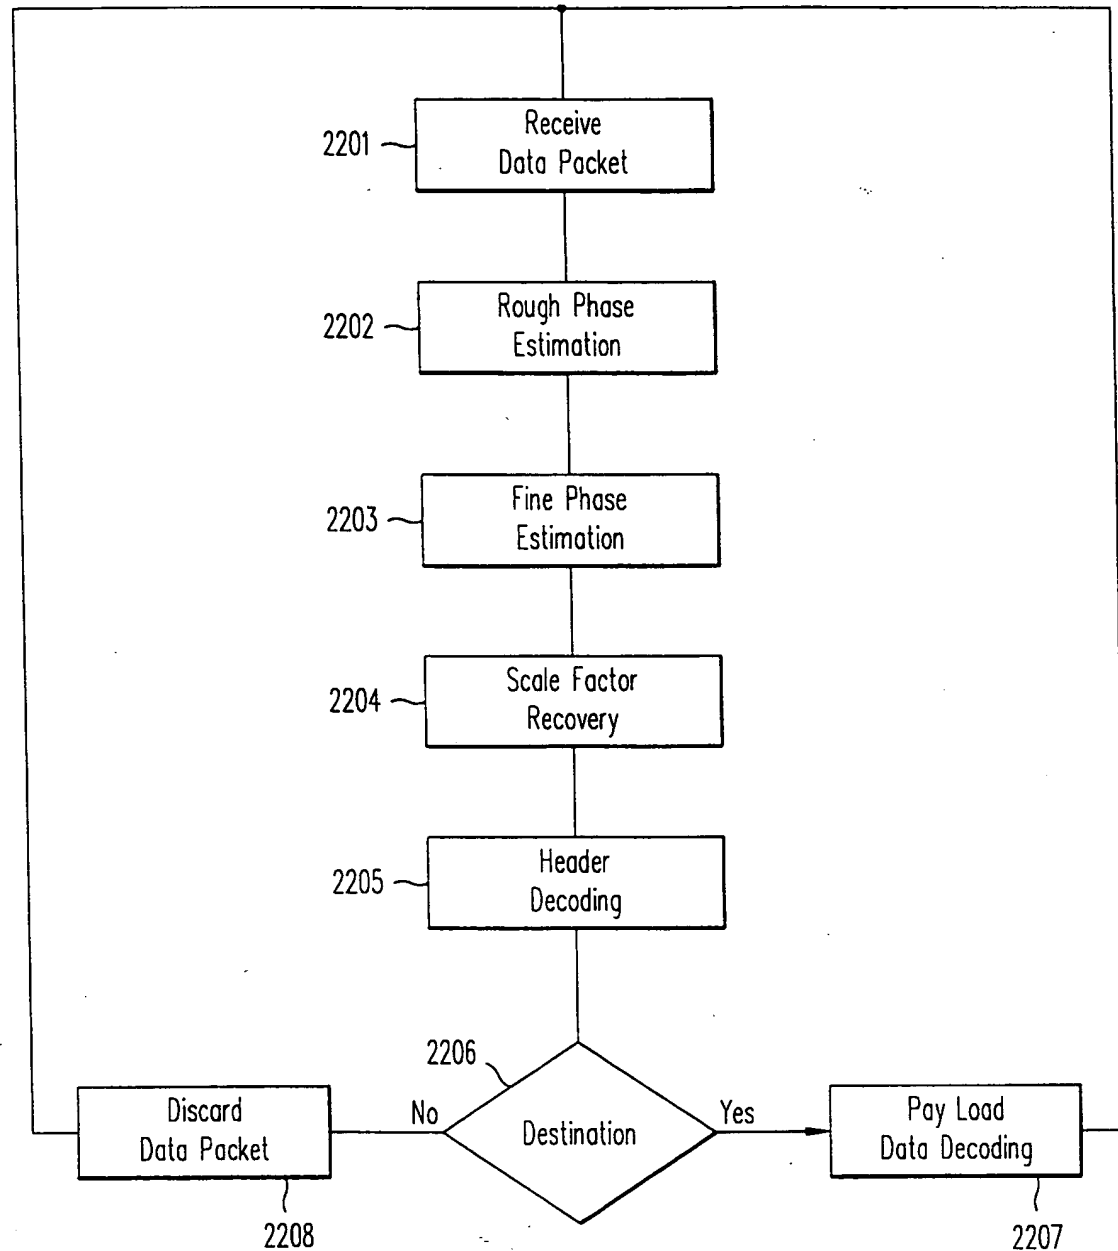 Receive
Data Packet
2201
Rough Phase
Estimation
2202
Fine Phase
Estimation
2203
Scale Factor
Recovery
2204
Header
Decoding
2205
2206
Destination
No
Yes
Discard
Data Packet
2208
Pay Load
Data Decoding
2207